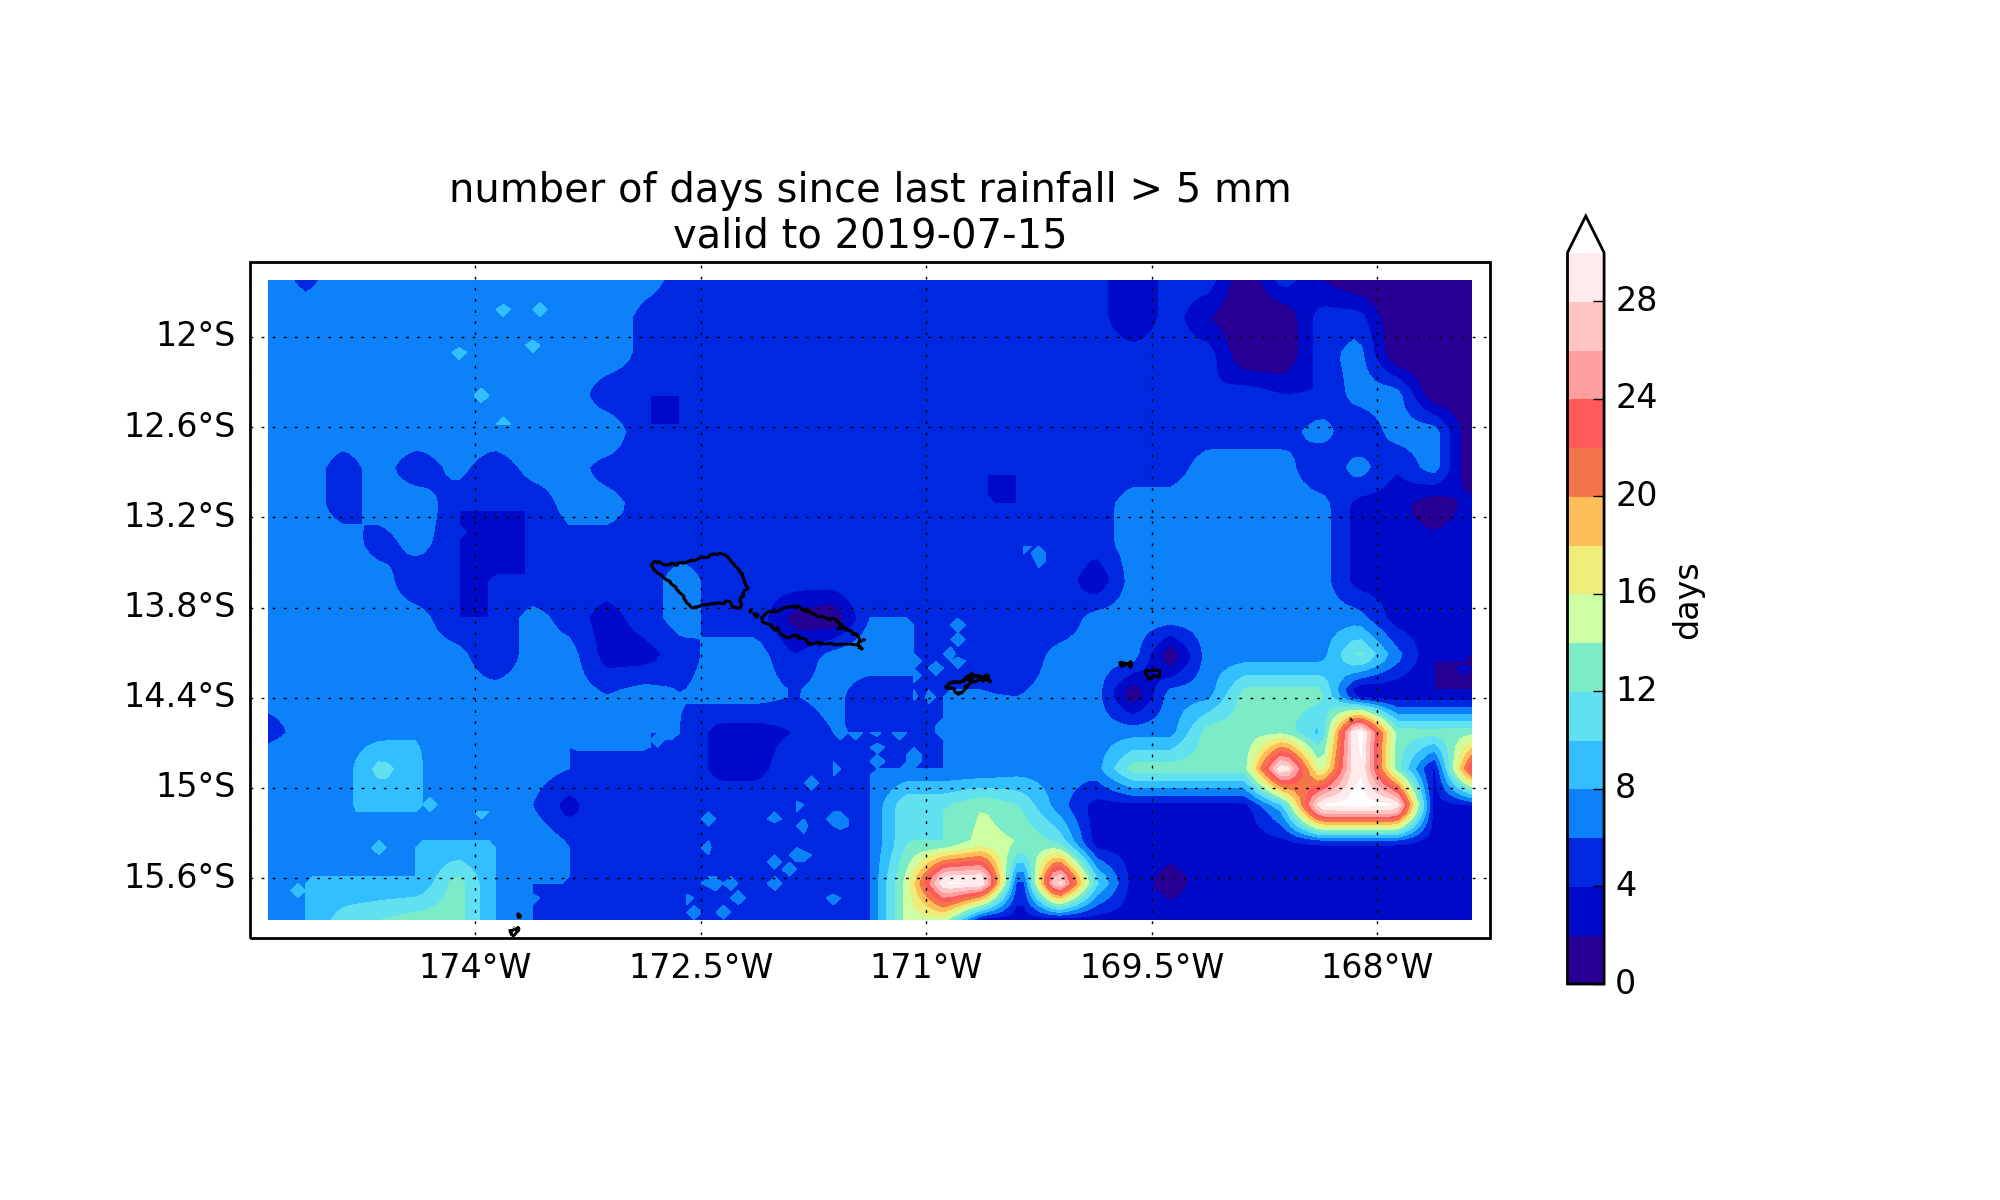 number of days since last rainfall > 5 mm
valid to 2019-07-15
12°S
12.6°S
13.2°S
13.8°S
14.4°S
15°S
15.6°S
174°W
172.5°W
171°W
169.5°W
168°W
28
24
20
16
12
8
4
0
days